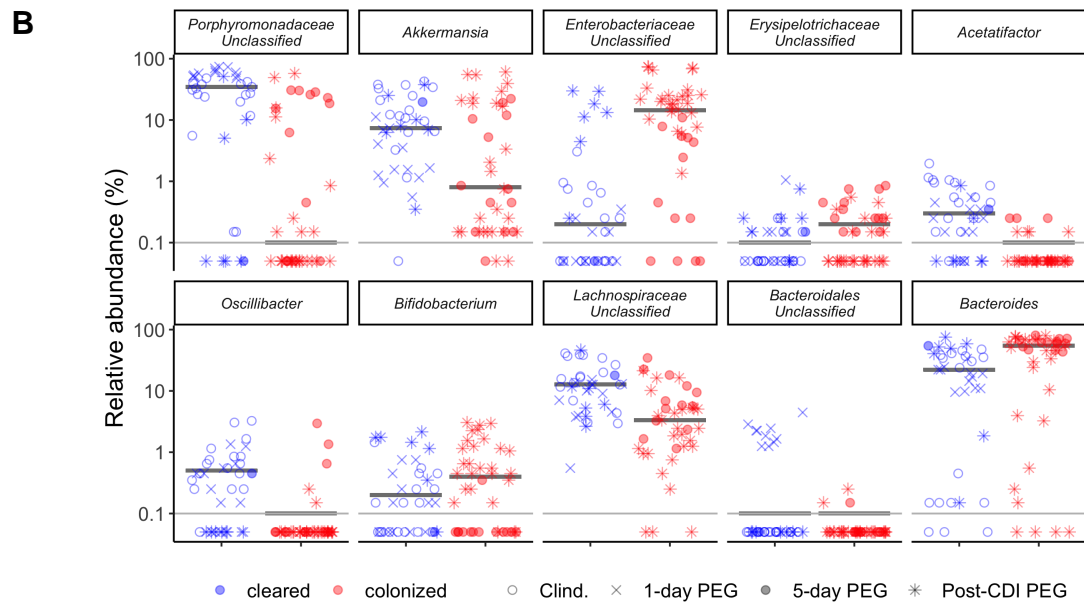 B
Porphyromonadaceae
Unclassified
Akkermansia
Enterobacteriaceae
Unclassified
Erysipelotrichaceae
Unclassified
Acetatifactor
100
10
1
0.1
Oscillibacter
Bifidobacterium
Lachnospiraceae
Unclassified
Bacteroidales
Unclassified
Bacteroides
100
10
1
0.1
Relative abundance (%)
cleared colonized Clind. 1-day PEG 5-day PEG Post-CDI PEG